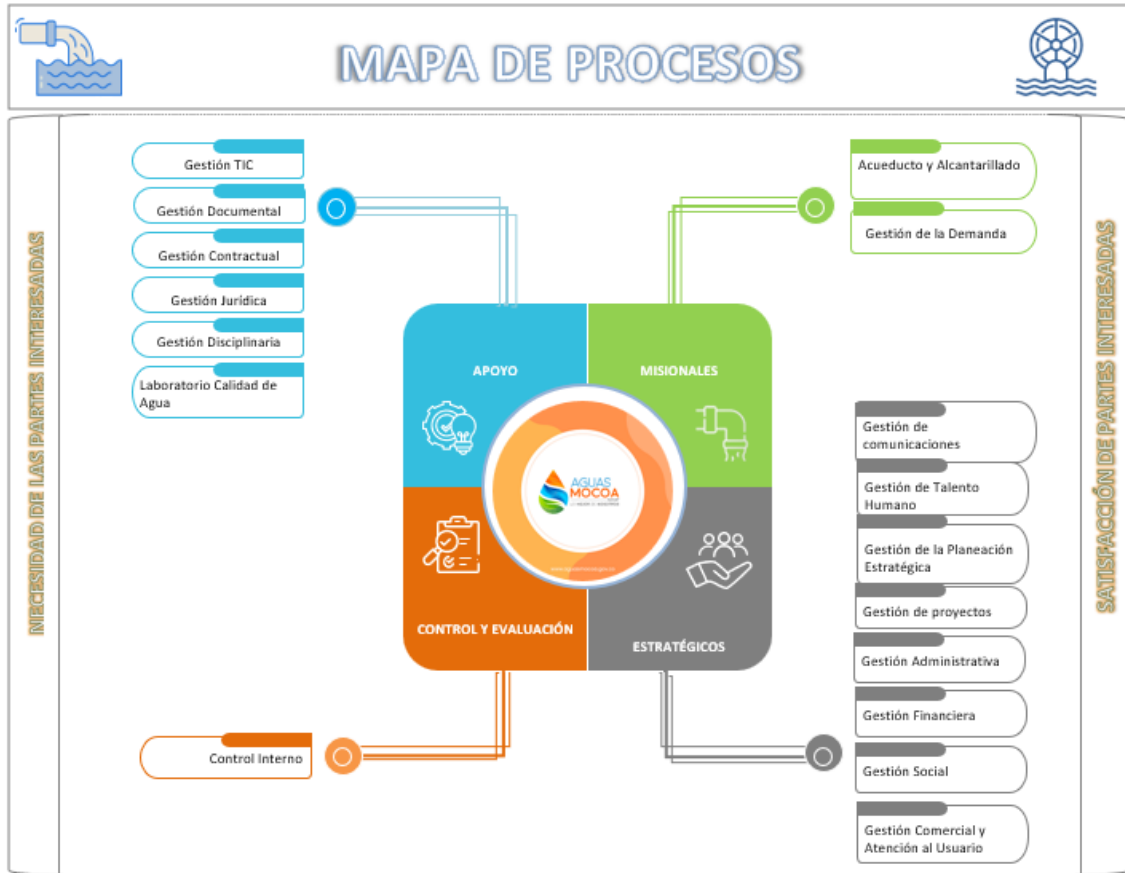 MAPA DE PROCESOS
NECESIDAD DE LAS PARTES INTERESADAS
Gestión TIC
Gestión Documental
Gestión Contractual
Gestión Jurídica
Gestión Disciplinaria
Laboratorio Calidad de
Agua
Acueducto y Alcantarillado
Gestión de la Demanda
APOYO
MISIONALES
AGUAS
MOCOA
CONTROL Y EVALUACIÓN
ESTRATÉGICOS
Control Interno
Gestión de
comunicaciones
Gestión de Talento
Humano
Gestión de la Planeación
Estratégica
Gestión de proyectos
Gestión Administrativa
Gestión Financiera
Gestión Social
Gestión Comercial y
Atención al Usuario
SATISFACCIÓN DE PARTES INTERESADAS